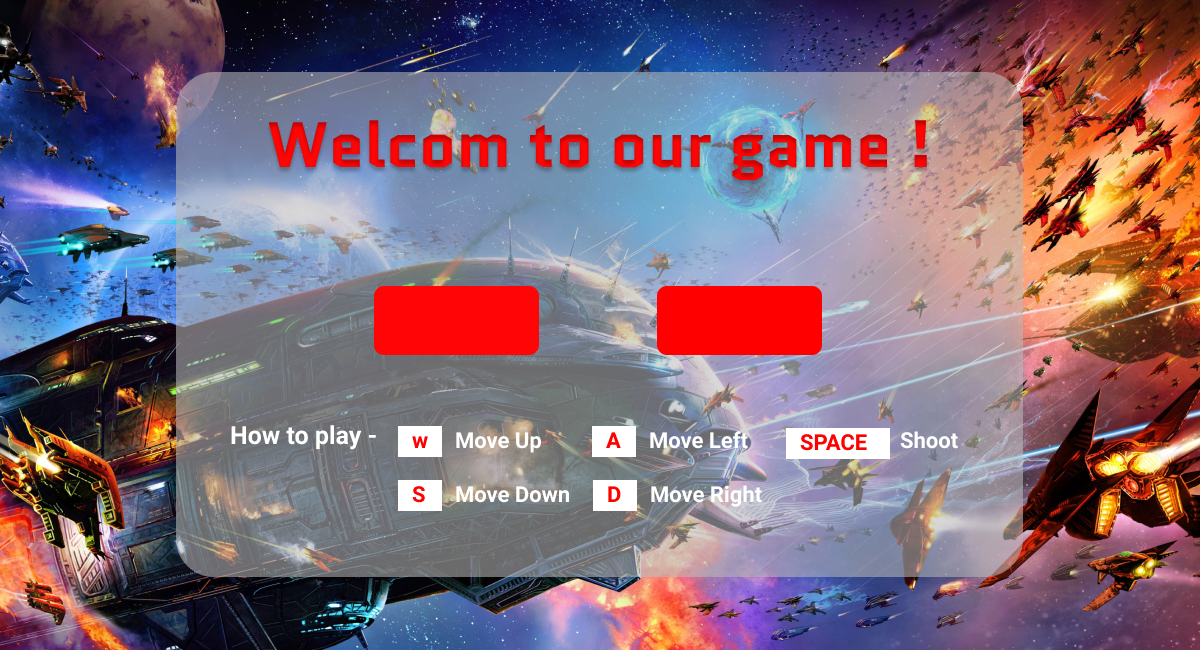 Welcom to our game !
How to play - w Move Up A Move Left SPACE Shoot
S Move Down D Move Right